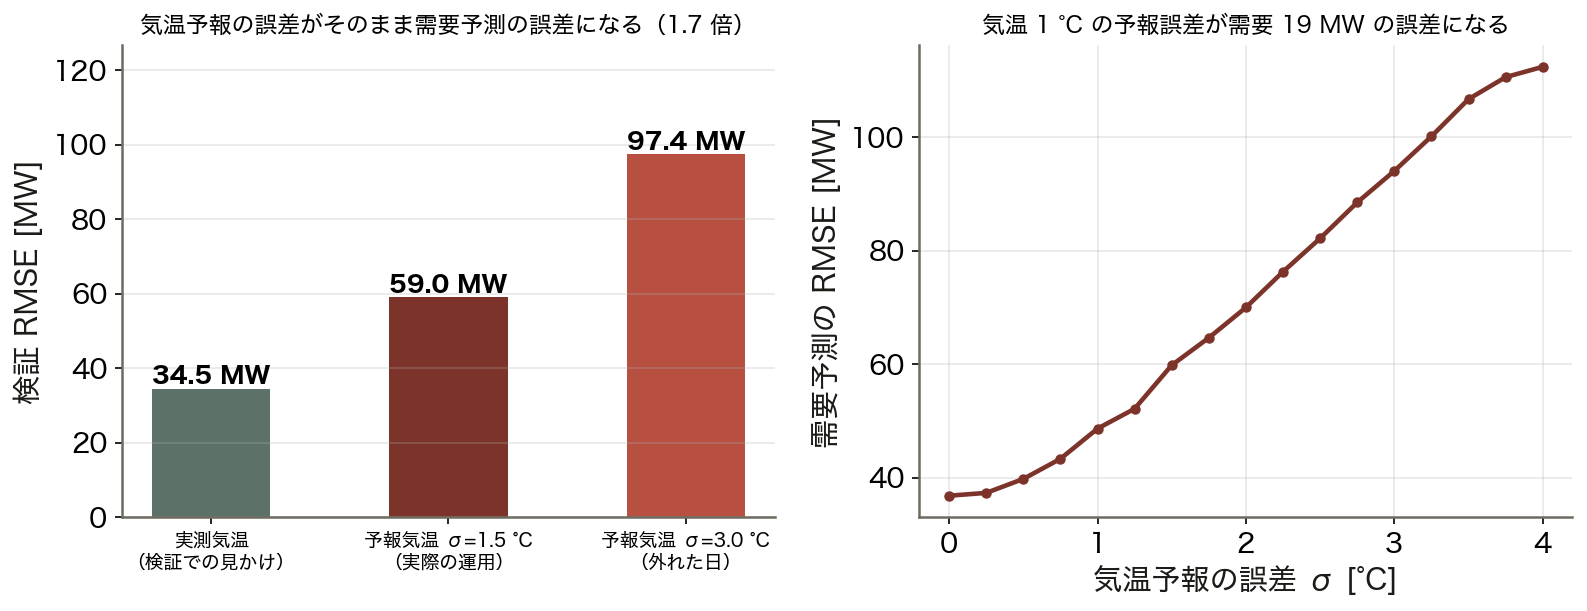 気温予報の誤差がそのまま需要予測の誤差になる（1.7 倍）
検証 RMSE [MW]
120
100
80
60
40
20
0
34.5 MW
59.0 MW
97.4 MW
実測気温
（検証での見かけ）
予報気温 σ=1.5 ℃
（実際の運用）
予報気温 σ=3.0 ℃
（外れた日）
気温 1 ℃ の予報誤差が需要 19 MW の誤差になる
需要予測の RMSE [MW]
100
80
60
40
0
1
2
3
4
気温予報の誤差 σ [℃]